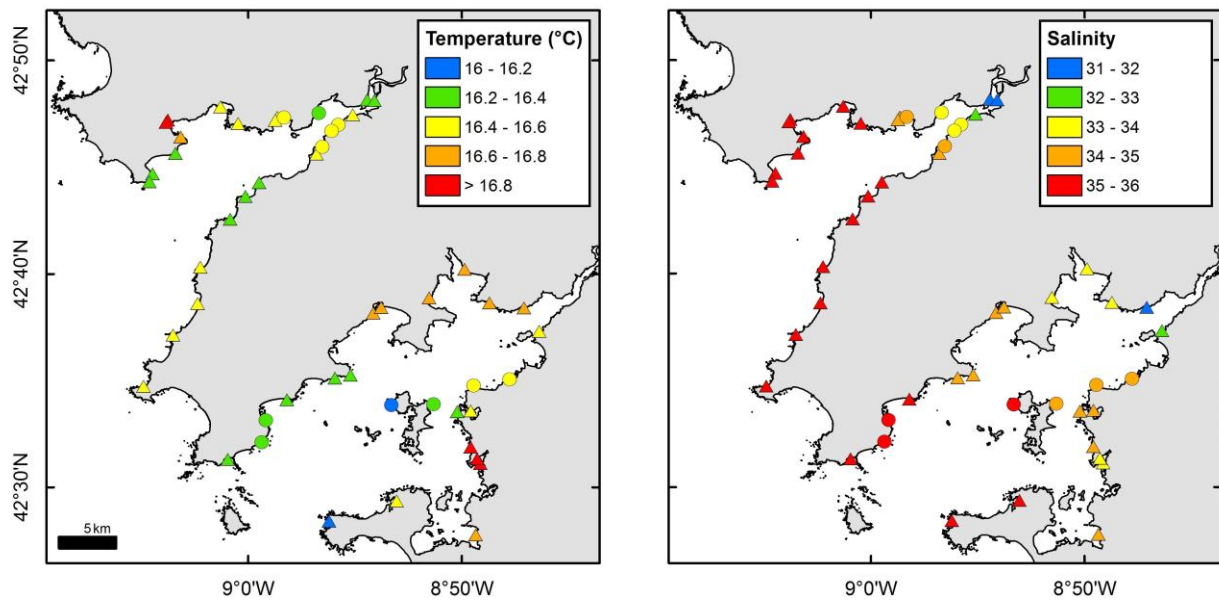 Temperature (°C)
16 - 16.2
16.2 - 16.4
16.4 - 16.6
16.6 - 16.8
> 16.8
42°50'N
42°40'N
42°30'N
5 km
9°0'W
8°50'W
Salinity
31 - 32
32 - 33
33 - 34
34 - 35
35 - 36
9°0'W
8°50'W